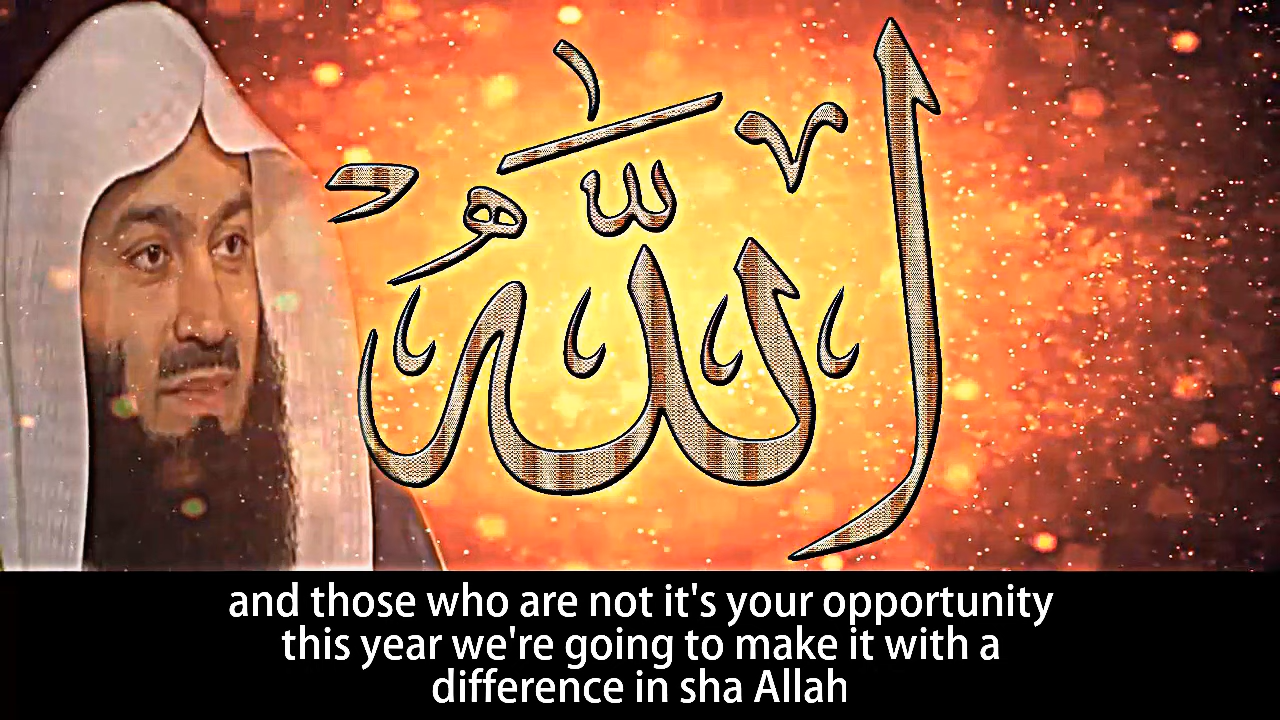 الله
and those who are not it's your opportunity
this year we're going to make it with a
difference in sha Allah